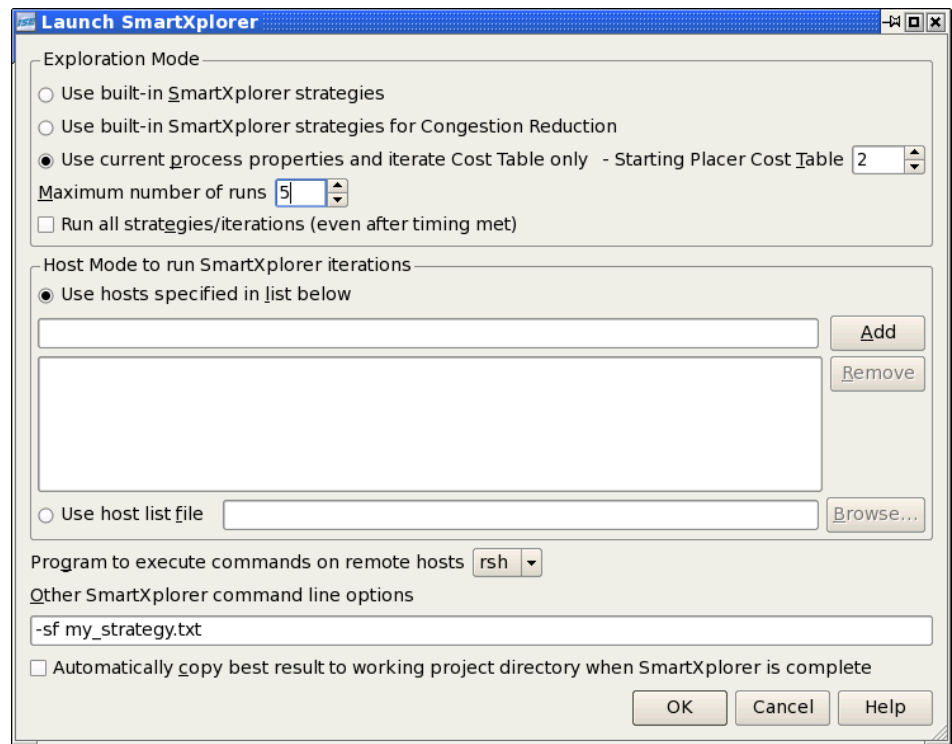 ISE Launch SmartXplorer
Exploration Mode
Use built-in SmartXplorer strategies
Use built-in SmartXplorer strategies for Congestion Reduction
Use current process properties and iterate Cost Table only - Starting Placer Cost Table 2
Maximum number of runs 5
Run all strategies/iterations (even after timing met)
Host Mode to run SmartXplorer iterations
Use hosts specified in list below
Add
Remove
Use host list file Browse...
Program to execute commands on remote hosts rsh
Other SmartXplorer command line options
-sf my_strategy.txt
Automatically copy best result to working project directory when SmartXplorer is complete
OK Cancel Help